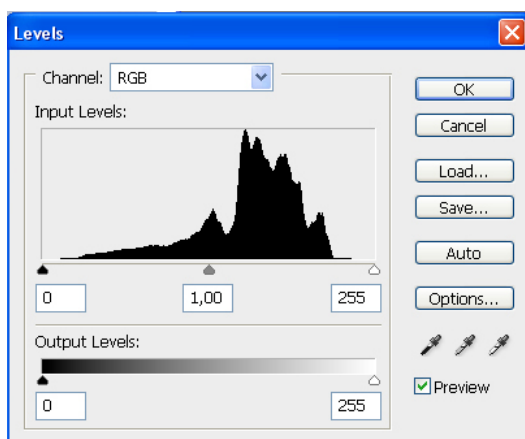 Levels
Channel: RGB
OK
Input Levels:
Cancel
Load...
Save...
Auto
0 1,00 255
Options...
Output Levels:
Preview
0 255